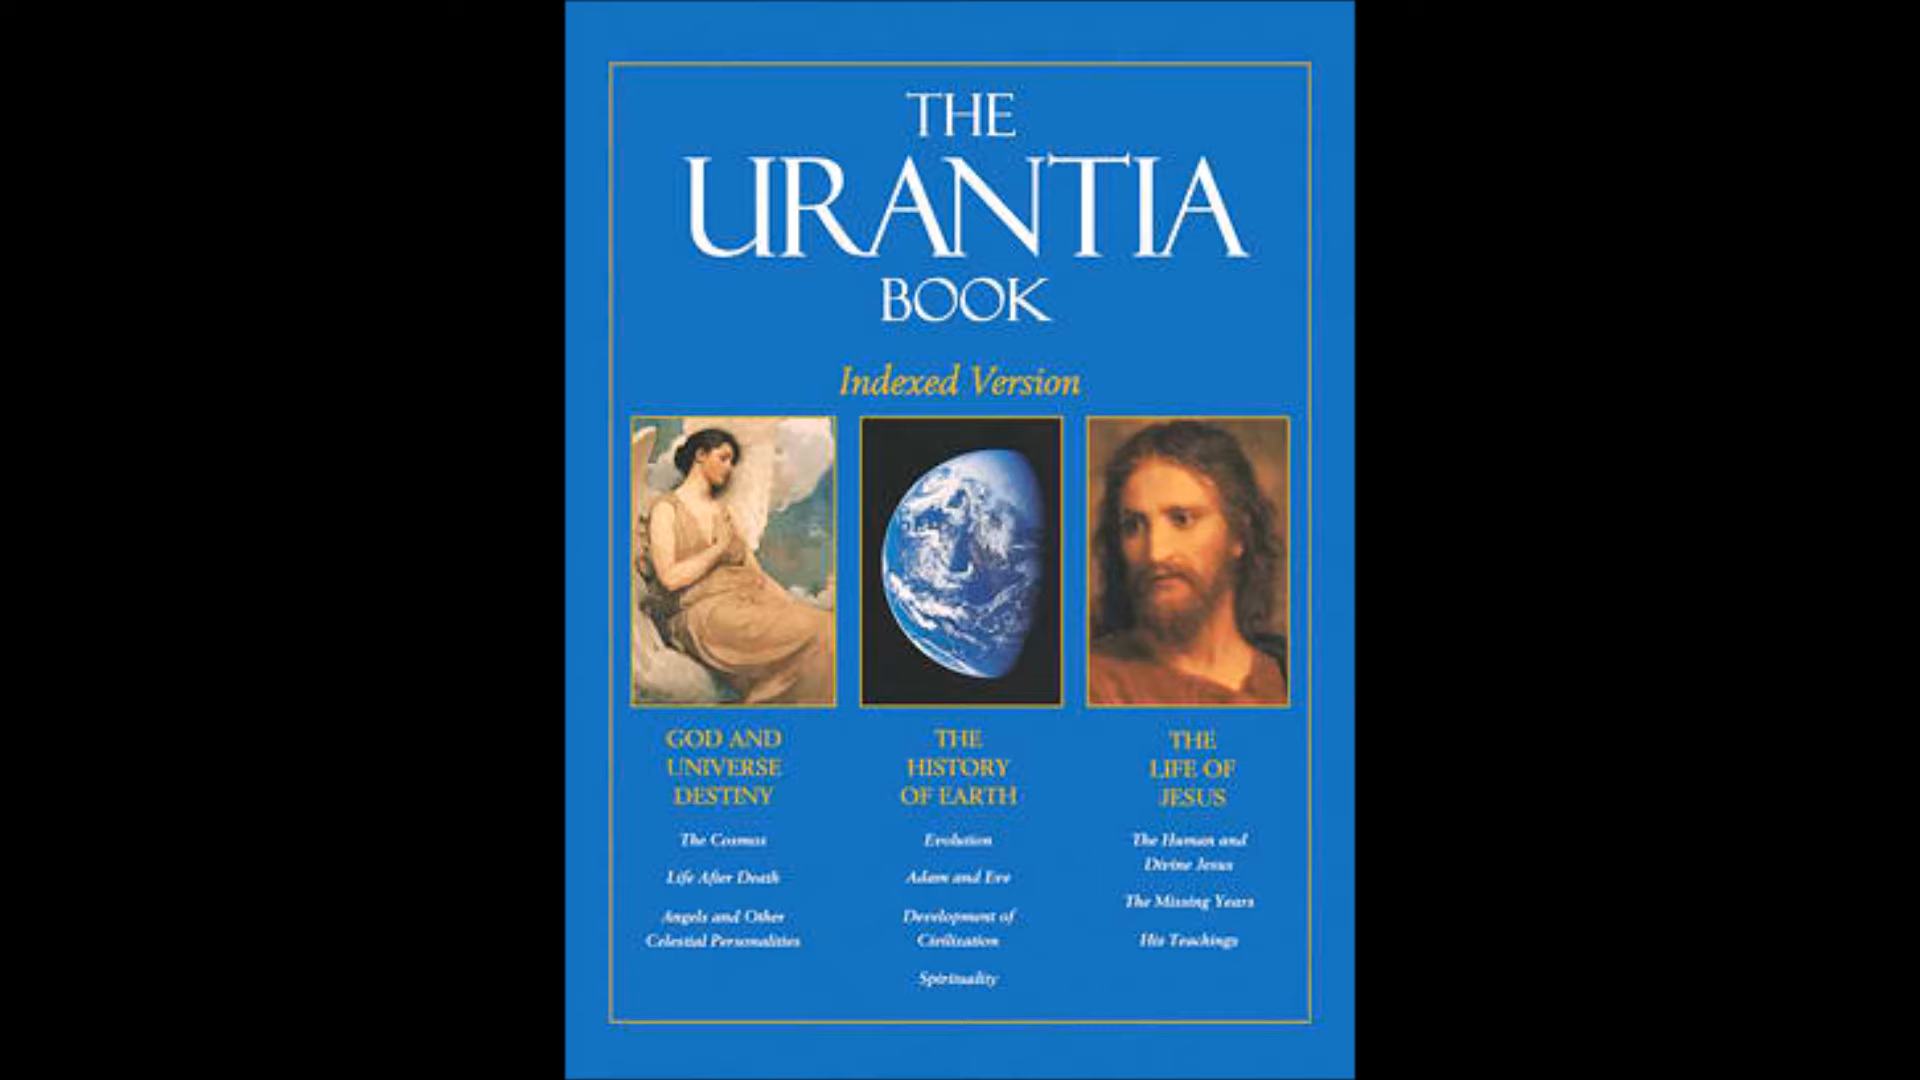 THE
URANTIA
BOOK
Indexed Version
GOD AND
UNIVERSE
DESTINY
The Cosmos
Life After Death
Angels and Other
Celestial Personalities
THE
HISTORY
OF EARTH
Evolution
Adam and Eve
Development of
Civilization
Spirituality
THE
LIFE OF
JESUS
The Human and
Divine Jesus
The Missing Years
His Teachings